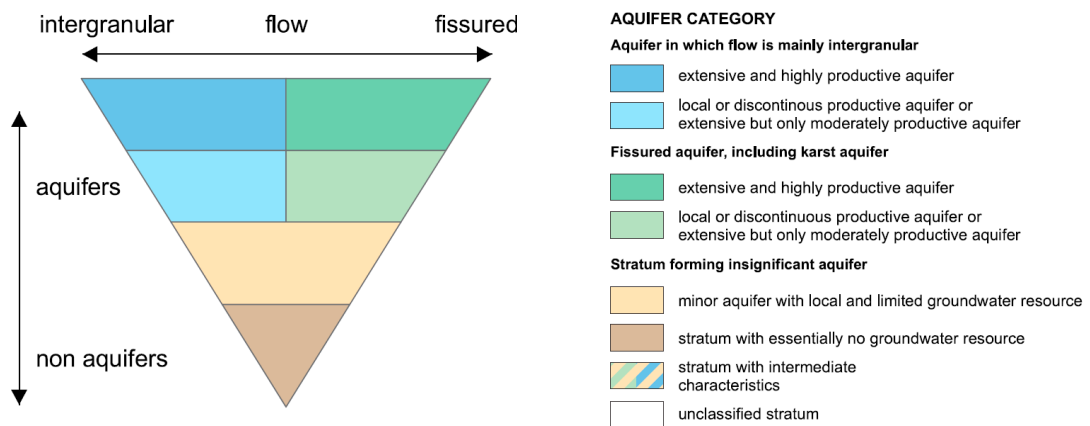 intergranular flow fissured
aquifers
non aquifers
AQUIFER CATEGORY
Aquifer in which flow is mainly intergranular
extensive and highly productive aquifer
local or discontinous productive aquifer or
extensive but only moderately productive aquifer
Fissured aquifer, including karst aquifer
extensive and highly productive aquifer
local or discontinuous productive aquifer or
extensive but only moderately productive aquifer
Stratum forming insignificant aquifer
minor aquifer with local and limited groundwater resource
stratum with essentially no groundwater resource
stratum with intermediate
characteristics
unclassified stratum